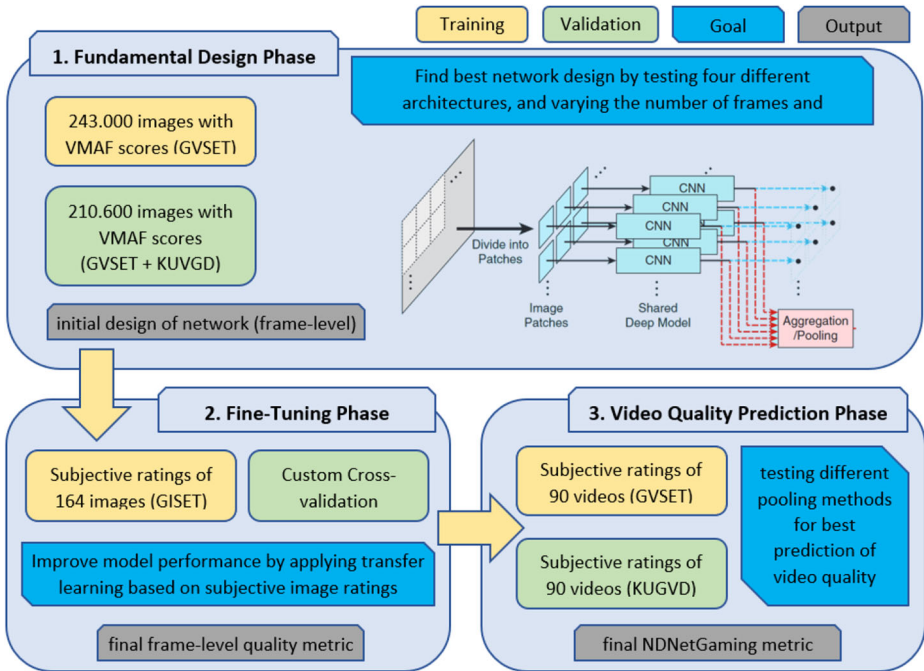 Training
Validation
Goal
Output
1. Fundamental Design Phase
Find best network design by testing four different
architectures, and varying the number of frames and
243.000 images with
VMAF scores (GVSET)
210.600 images with
VMAF scores
(GVSET + KUVGD)
initial design of network (frame-level)
Divide into
Patches
CNN
CNN
CNN
CNN
CNN
Image
Patches
Shared
Deep Model
Aggregation
/Pooling
2. Fine-Tuning Phase
Subjective ratings of
164 images (GISET)
Custom Cross-
validation
Improve model performance by applying transfer
learning based on subjective image ratings
final frame-level quality metric
3. Video Quality Prediction Phase
Subjective ratings of
90 videos (GVSET)
Subjective ratings of
90 videos (KUGVD)
testing different
pooling methods
for best
prediction of
video quality
final NDNetGaming metric